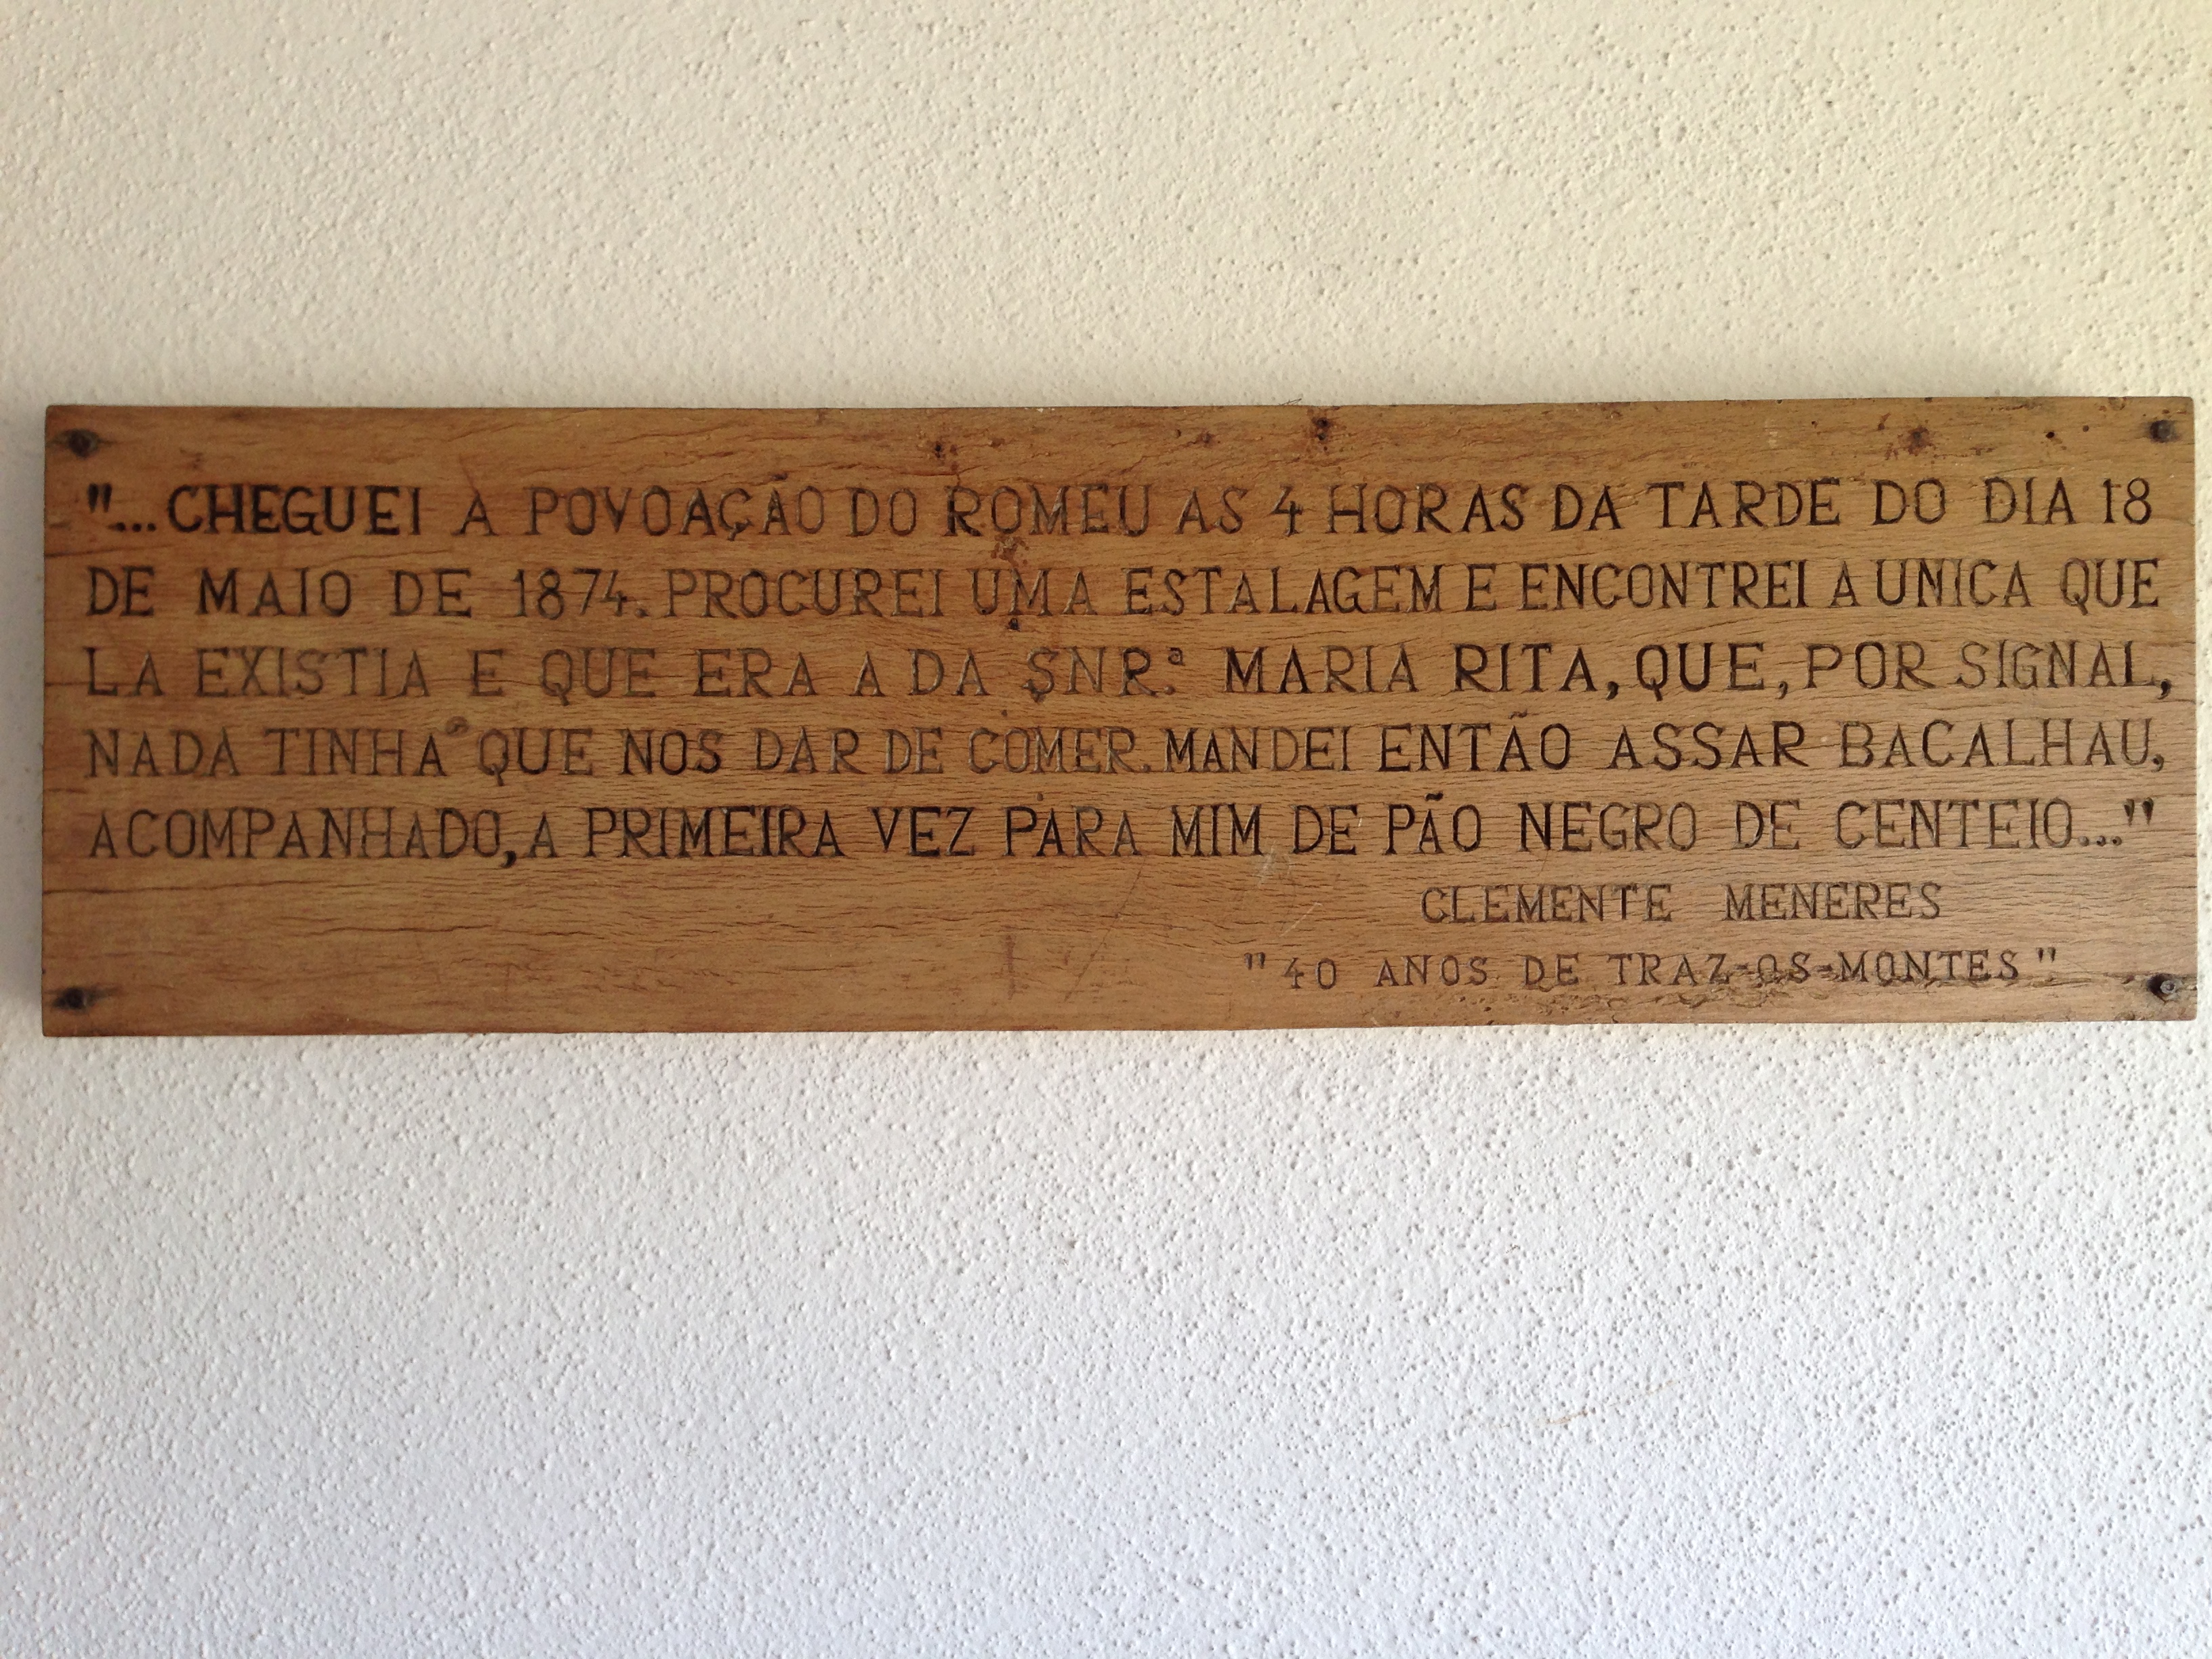 "...CHEGUEI A POVOAÇÃO DO ROMEU AS 4 HORAS DA TARDE DO DIA 18
DE MAIO DE 1874. PROCUREI UMA ESTALAGEM E ENCONTREI A UNICA QUE
LA EXISTIA E QUE ERA A DA SNR.ª MARIA RITA, QUE, POR SIGNAL,
NADA TINHA QUE NOS DAR DE COMER. MANDEI ENTÃO ASSAR BACALHAU,
ACOMPANHADO, A PRIMEIRA VEZ PARA MIM DE PÃO NEGRO DE CENTEIO..."
CLEMENTE MENERES
"40 ANOS DE TRAZ-OS-MONTES"